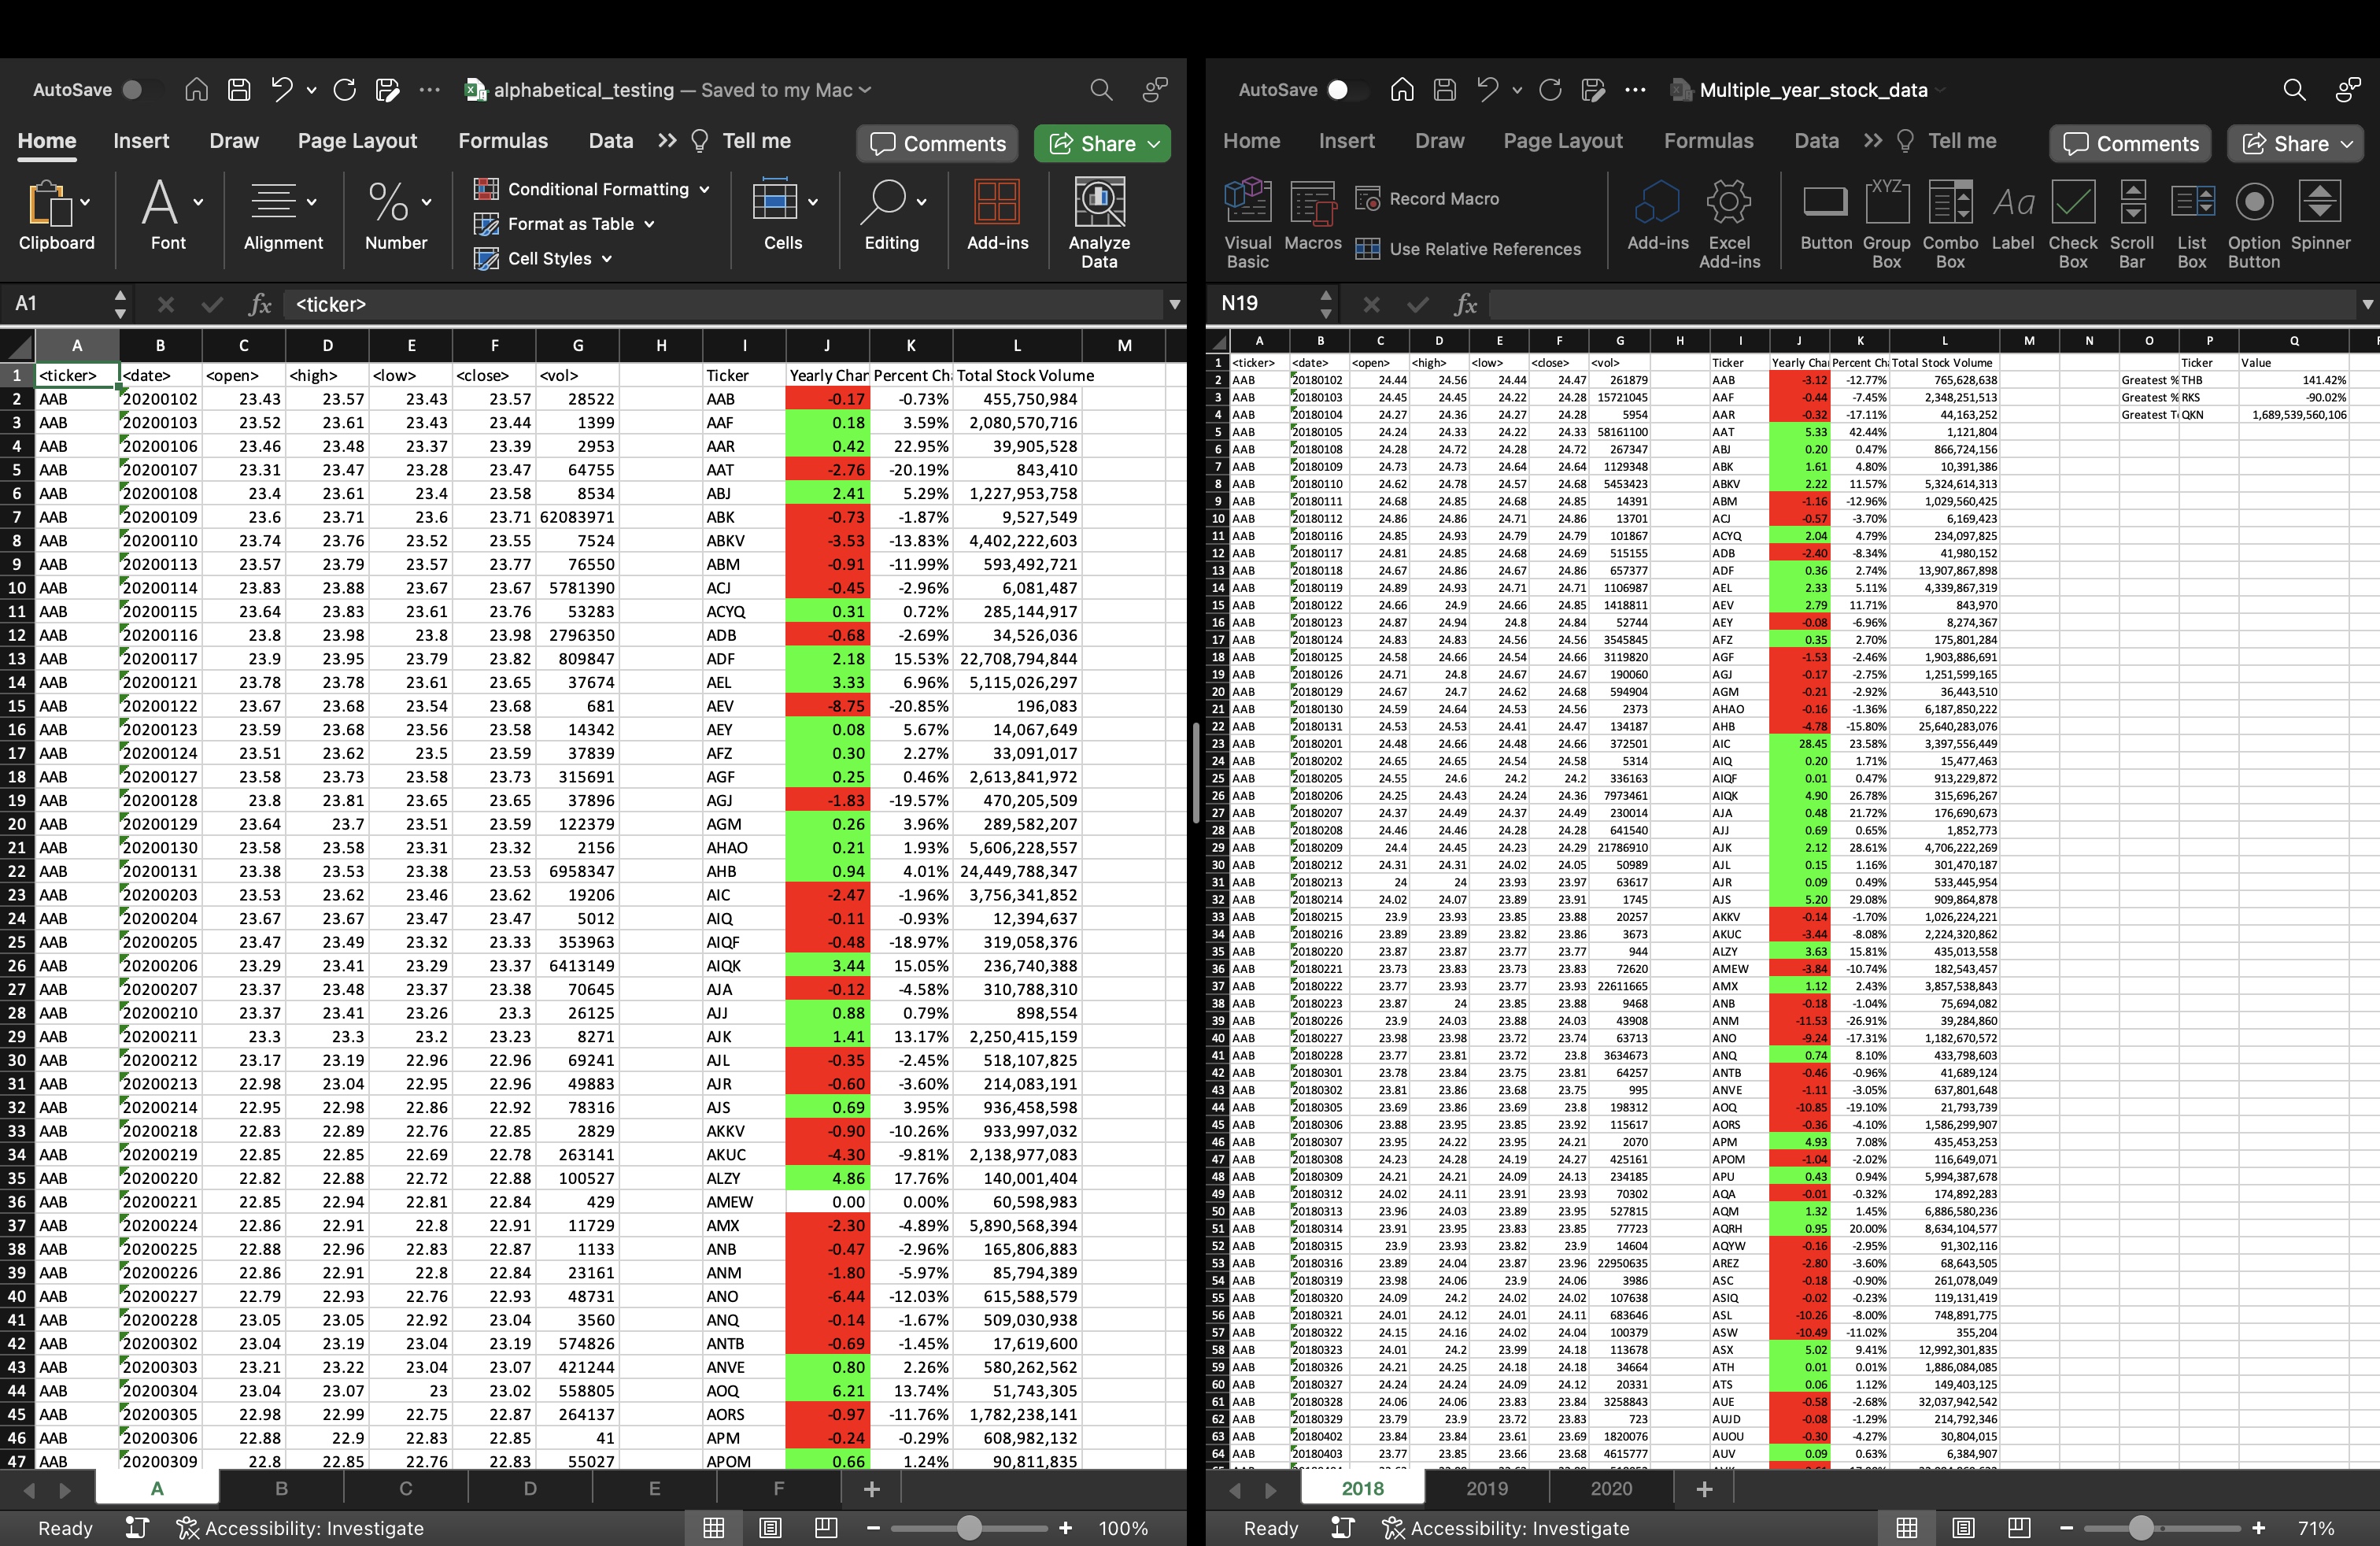 AutoSave alphabetical_testing — Saved to my Mac
Home Insert Draw Page Layout Formulas Data Tell me Comments Share
Clipboard Font Alignment Number Conditional Formatting Format as Table Cell Styles Cells Editing Add-ins Analyze Data
A1 fx <ticker>
A B C D E F G H I J K L M
1 <ticker> <date> <open> <high> <low> <close> <vol> Ticker Yearly Char Percent Ch Total Stock Volume
2 AAB 20200102 23.43 23.57 23.43 23.57 28522 AAB -0.17 -0.73% 455,750,984
3 AAB 20200103 23.52 23.61 23.43 23.44 1399 AAF 0.18 3.59% 2,080,570,716
4 AAB 20200106 23.46 23.48 23.37 23.39 2953 AAR 0.42 22.95% 39,905,528
5 AAB 20200107 23.31 23.47 23.28 23.47 64755 AAT -2.76 -20.19% 843,410
6 AAB 20200108 23.4 23.61 23.4 23.58 8534 ABJ 2.41 5.29% 1,227,953,758
7 AAB 20200109 23.6 23.71 23.6 23.71 62083971 ABK -0.73 -1.87% 9,527,549
8 AAB 20200110 23.74 23.76 23.52 23.55 7524 ABKV -3.53 -13.83% 4,402,222,603
9 AAB 20200113 23.57 23.79 23.57 23.77 76550 ABM -0.91 -11.99% 593,492,721
10 AAB 20200114 23.83 23.88 23.67 23.67 5781390 ACJ -0.45 -2.96% 6,081,487
11 AAB 20200115 23.64 23.83 23.61 23.76 53283 ACYQ 0.31 0.72% 285,144,917
12 AAB 20200116 23.8 23.98 23.8 23.98 2796350 ADB -0.68 -2.69% 34,526,036
13 AAB 20200117 23.9 23.95 23.79 23.82 809847 ADF 2.18 15.53% 22,708,794,844
14 AAB 20200121 23.78 23.78 23.61 23.65 37674 AEL 3.33 6.96% 5,115,026,297
15 AAB 20200122 23.67 23.68 23.54 23.68 681 AEV -8.75 -20.85% 196,083
16 AAB 20200123 23.59 23.68 23.56 23.58 14342 AEY 0.08 5.67% 14,067,649
17 AAB 20200124 23.51 23.62 23.5 23.59 37839 AFZ 0.30 2.27% 33,091,017
18 AAB 20200127 23.58 23.73 23.58 23.73 315691 AGF 0.25 0.46% 2,613,841,972
19 AAB 20200128 23.8 23.81 23.65 23.65 37896 AGJ -1.83 -19.57% 470,205,509
20 AAB 20200129 23.64 23.7 23.51 23.59 122379 AGM 0.26 3.96% 289,582,207
21 AAB 20200130 23.58 23.58 23.31 23.32 2156 AHAO 0.21 1.93% 5,606,228,557
22 AAB 20200131 23.38 23.53 23.38 23.53 6958347 AHB 0.94 4.01% 24,449,788,347
23 AAB 20200203 23.53 23.62 23.46 23.62 19206 AIC -2.47 -1.96% 3,756,341,852
24 AAB 20200204 23.67 23.67 23.47 23.47 5012 AIQ -0.11 -0.93% 12,394,637
25 AAB 20200205 23.47 23.49 23.32 23.33 353963 AIQF -0.48 -18.97% 319,058,376
26 AAB 20200206 23.29 23.41 23.29 23.37 6413149 AIQK 3.44 15.05% 236,740,388
27 AAB 20200207 23.37 23.48 23.37 23.38 70645 AJA -0.12 -4.58% 310,788,310
28 AAB 20200210 23.37 23.41 23.26 23.3 26125 AJJ 0.88 0.79% 898,554
29 AAB 20200211 23.3 23.3 23.2 23.23 8271 AJK 1.41 13.17% 2,250,415,159
30 AAB 20200212 23.17 23.19 22.96 22.96 69241 AJL -0.35 -2.45% 518,107,825
31 AAB 20200213 22.98 23.04 22.95 22.96 49883 AJR -0.60 -3.60% 214,083,191
32 AAB 20200214 22.95 22.98 22.86 22.92 78316 AJS 0.69 3.95% 936,458,598
33 AAB 20200218 22.83 22.89 22.76 22.85 2829 AKKV -0.90 -10.26% 933,997,032
34 AAB 20200219 22.85 22.85 22.69 22.78 263141 AKUC -4.30 -9.81% 2,138,977,083
35 AAB 20200220 22.82 22.88 22.72 22.88 100527 ALZY 4.86 17.76% 140,001,404
36 AAB 20200221 22.85 22.94 22.81 22.84 429 AMEW 0.00 0.00% 60,598,983
37 AAB 20200224 22.86 22.91 22.8 22.91 11729 AMX -2.30 -4.89% 5,890,568,394
38 AAB 20200225 22.88 22.96 22.83 22.87 1133 ANB -0.47 -2.96% 165,806,883
39 AAB 20200226 22.86 22.91 22.8 22.84 23161 ANM -1.80 -5.97% 85,794,389
40 AAB 20200227 22.79 22.93 22.76 22.93 48731 ANO -6.44 -12.03% 615,588,579
41 AAB 20200228 23.05 23.05 22.92 23.04 3560 ANQ -0.14 -1.67% 509,030,938
42 AAB 20200302 23.04 23.19 23.04 23.19 574826 ANTB -0.69 -1.45% 17,619,600
43 AAB 20200303 23.21 23.22 23.04 23.07 421244 ANVE 0.80 2.26% 580,262,562
44 AAB 20200304 23.04 23.07 23 23.02 558805 AOQ 6.21 13.74% 51,743,305
45 AAB 20200305 22.98 22.99 22.75 22.87 264137 AORS -0.97 -11.76% 1,782,238,141
46 AAB 20200306 22.88 22.9 22.83 22.85 41 APM -0.24 -0.29% 608,982,132
47 AAB 20200309 22.8 22.85 22.76 22.83 55027 APOM 0.66 1.24% 90,811,835
A B C D E F +
Ready Accessibility: Investigate 100%
AutoSave Multiple_year_stock_data
Home Insert Draw Page Layout Formulas Data Tell me Comments Share
Visual Basic Macros Record Macro Use Relative References Add-ins Excel Add-ins Button XYZ Group Box Combo Box Aa Label Check Box Scroll Bar List Box Option Button Spinner
N19 fx
A B C D E F G H I J K L M N O P Q
1 <ticker> <date> <open> <high> <low> <close> <vol> Ticker Yearly Char Percent Ch Total Stock Volume Ticker Value
2 AAB 20180102 24.44 24.56 24.44 24.47 261879 AAB -3.12 -12.77% 765,628,638 Greatest % THB 141.42%
3 AAB 20180103 24.45 24.45 24.22 24.28 15721045 AAF -0.44 -7.45% 2,348,251,513 Greatest % RKS -90.02%
4 AAB 20180104 24.27 24.36 24.27 24.28 5954 AAR -0.32 -17.11% 44,163,252 Greatest T QKN 1,689,539,560,106
5 AAB 20180105 24.24 24.33 24.22 24.33 58161100 AAT 5.33 42.44% 1,121,804
6 AAB 20180108 24.28 24.72 24.28 24.72 267347 ABJ 0.20 0.47% 866,724,156
7 AAB 20180109 24.73 24.73 24.64 24.64 1129348 ABK 1.61 4.80% 10,391,386
8 AAB 20180110 24.62 24.78 24.57 24.68 5453423 ABKV 2.22 11.57% 5,324,614,313
9 AAB 20180111 24.68 24.85 24.68 24.85 14391 ABM -1.16 -12.96% 1,029,560,425
10 AAB 20180112 24.86 24.86 24.71 24.86 13701 ACJ -0.57 -3.70% 6,169,423
11 AAB 20180116 24.85 24.93 24.79 24.79 101867 ACYQ 2.04 4.79% 234,097,825
12 AAB 20180117 24.81 24.85 24.68 24.69 515155 ADB -2.40 -8.34% 41,980,152
13 AAB 20180118 24.67 24.86 24.67 24.86 657377 ADF 0.36 2.74% 13,907,867,898
14 AAB 20180119 24.89 24.93 24.71 24.71 1106987 AEL 2.33 5.11% 4,339,867,319
15 AAB 20180122 24.66 24.9 24.66 24.85 1418811 AEV 2.79 11.71% 843,970
16 AAB 20180123 24.87 24.94 24.8 24.84 52744 AEY -0.08 -6.96% 8,274,367
17 AAB 20180124 24.83 24.83 24.56 24.56 3545845 AFZ 0.35 2.70% 175,801,284
18 AAB 20180125 24.58 24.66 24.54 24.66 3119820 AGF -1.53 -2.46% 1,903,886,691
19 AAB 20180126 24.71 24.8 24.67 24.67 190060 AGJ -0.17 -2.75% 1,251,599,165
20 AAB 20180129 24.67 24.7 24.62 24.68 594904 AGM -0.21 -2.92% 36,443,510
21 AAB 20180130 24.59 24.64 24.53 24.56 2373 AHAO -0.16 -1.36% 6,187,850,222
22 AAB 20180131 24.53 24.53 24.41 24.47 134187 AHB -4.78 -15.80% 25,640,283,076
23 AAB 20180201 24.48 24.66 24.48 24.66 372501 AIC 28.45 23.58% 3,397,556,449
24 AAB 20180202 24.65 24.65 24.54 24.58 5314 AIQ 0.20 1.71% 15,477,463
25 AAB 20180205 24.55 24.6 24.2 24.2 336163 AIQF 0.01 0.47% 913,229,872
26 AAB 20180206 24.25 24.43 24.24 24.36 7973461 AIQK 4.90 26.78% 315,696,267
27 AAB 20180207 24.37 24.49 24.37 24.49 230014 AJA 0.48 21.72% 176,690,673
28 AAB 20180208 24.46 24.46 24.28 24.28 641540 AJJ 0.69 0.65% 1,852,773
29 AAB 20180209 24.4 24.45 24.23 24.29 21786910 AJK 2.12 28.61% 4,706,222,269
30 AAB 20180212 24.31 24.31 24.02 24.05 50989 AJL 0.15 1.16% 301,470,187
31 AAB 20180213 24 24 23.93 23.97 63617 AJR 0.09 0.49% 533,445,954
32 AAB 20180214 24.02 24.07 23.89 23.91 1745 AJS 5.20 29.08% 909,864,878
33 AAB 20180215 23.9 23.93 23.85 23.88 20257 AKKV -0.14 -1.70% 1,026,224,221
34 AAB 20180216 23.89 23.89 23.82 23.86 3673 AKUC -3.44 -8.08% 2,224,320,862
35 AAB 20180220 23.87 23.87 23.77 23.77 944 ALZY 3.63 15.81% 435,013,558
36 AAB 20180221 23.73 23.83 23.73 23.83 72620 AMEW -3.84 -10.74% 182,543,457
37 AAB 20180222 23.77 23.93 23.77 23.93 22611665 AMX 1.12 2.43% 3,857,538,843
38 AAB 20180223 23.87 24 23.85 23.88 9468 ANB -0.18 -1.04% 75,694,082
39 AAB 20180226 23.9 24.03 23.88 24.03 43908 ANM -11.53 -26.91% 39,284,860
40 AAB 20180227 23.98 23.98 23.72 23.74 63713 ANO -9.24 -17.31% 1,182,670,572
41 AAB 20180228 23.77 23.81 23.72 23.8 3634673 ANQ 0.74 8.10% 433,798,603
42 AAB 20180301 23.78 23.84 23.75 23.81 64257 ANTB -0.46 -0.96% 41,689,124
43 AAB 20180302 23.81 23.86 23.68 23.75 995 ANVE -1.11 -3.05% 637,801,648
44 AAB 20180305 23.69 23.86 23.69 23.8 198312 AOQ -10.85 -19.10% 21,793,739
45 AAB 20180306 23.88 23.95 23.85 23.92 115617 AORS -0.36 -4.10% 1,586,299,907
46 AAB 20180307 23.95 24.22 23.95 24.21 2070 APM 4.93 7.08% 435,453,253
47 AAB 20180308 24.23 24.28 24.19 24.27 425161 APOM -1.04 -2.02% 116,649,071
48 AAB 20180309 24.21 24.21 24.09 24.13 234185 APU 0.43 0.94% 5,994,387,678
49 AAB 20180312 24.02 24.11 23.91 23.93 70302 AQA -0.01 -0.32% 174,892,283
50 AAB 20180313 23.96 24.03 23.89 23.95 527815 AQM 1.32 1.45% 6,886,580,236
51 AAB 20180314 23.91 23.95 23.83 23.85 77723 AQRH 0.95 20.00% 8,634,104,577
52 AAB 20180315 23.9 23.93 23.82 23.9 14604 AQYW -0.16 -2.95% 91,302,116
53 AAB 20180316 23.89 24.04 23.87 23.96 22950635 AREZ -2.80 -3.60% 68,643,505
54 AAB 20180319 23.98 24.06 23.9 24.06 3986 ASC -0.18 -0.90% 261,078,049
55 AAB 20180320 24.09 24.2 24.02 24.02 107638 ASIQ -0.02 -0.23% 119,131,419
56 AAB 20180321 24.01 24.12 24.01 24.11 683646 ASL -10.26 -8.00% 748,891,775
57 AAB 20180322 24.15 24.16 24.02 24.04 100379 ASW -10.49 -11.02% 355,204
58 AAB 20180323 24.01 24.2 23.99 24.18 113678 ASX 5.02 9.41% 12,992,301,835
59 AAB 20180326 24.21 24.25 24.18 24.18 34664 ATH 0.01 0.01% 1,886,084,085
60 AAB 20180327 24.24 24.24 24.09 24.12 20331 ATS 0.06 1.12% 149,403,125
61 AAB 20180328 24.06 24.06 23.83 23.84 3258843 AUE -0.58 -2.68% 32,037,942,542
62 AAB 20180329 23.79 23.9 23.72 23.83 723 AUJD -0.08 -1.29% 214,792,346
63 AAB 20180402 23.84 23.84 23.61 23.69 1820076 AUOU -0.30 -4.27% 30,804,015
64 AAB 20180403 23.77 23.85 23.66 23.68 4615777 AUV 0.09 0.63% 6,384,907
2018 2019 2020 +
Ready Accessibility: Investigate 71%